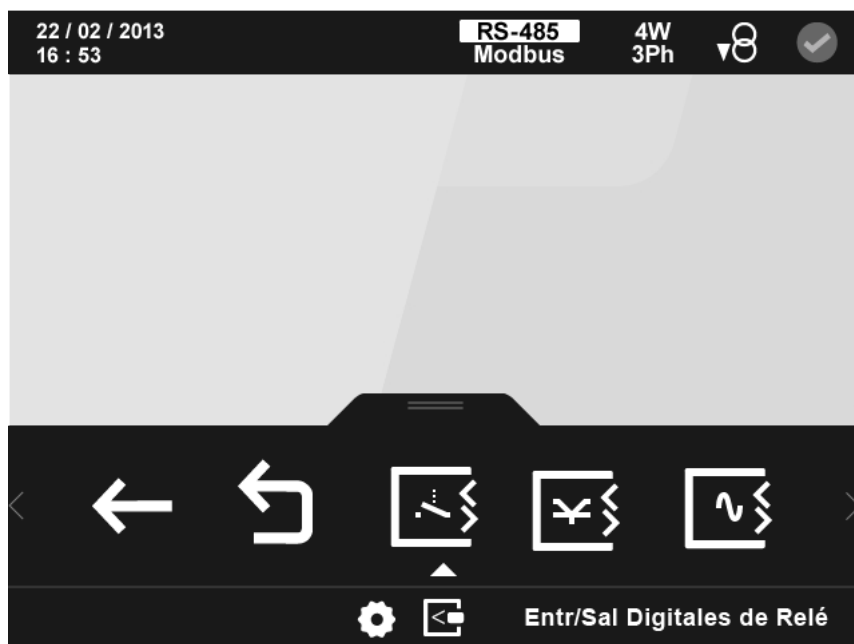 22 / 02 / 2013
16 : 53
RS-485
Modbus
4W
3Ph
Entr/Sal Digitales de Relé